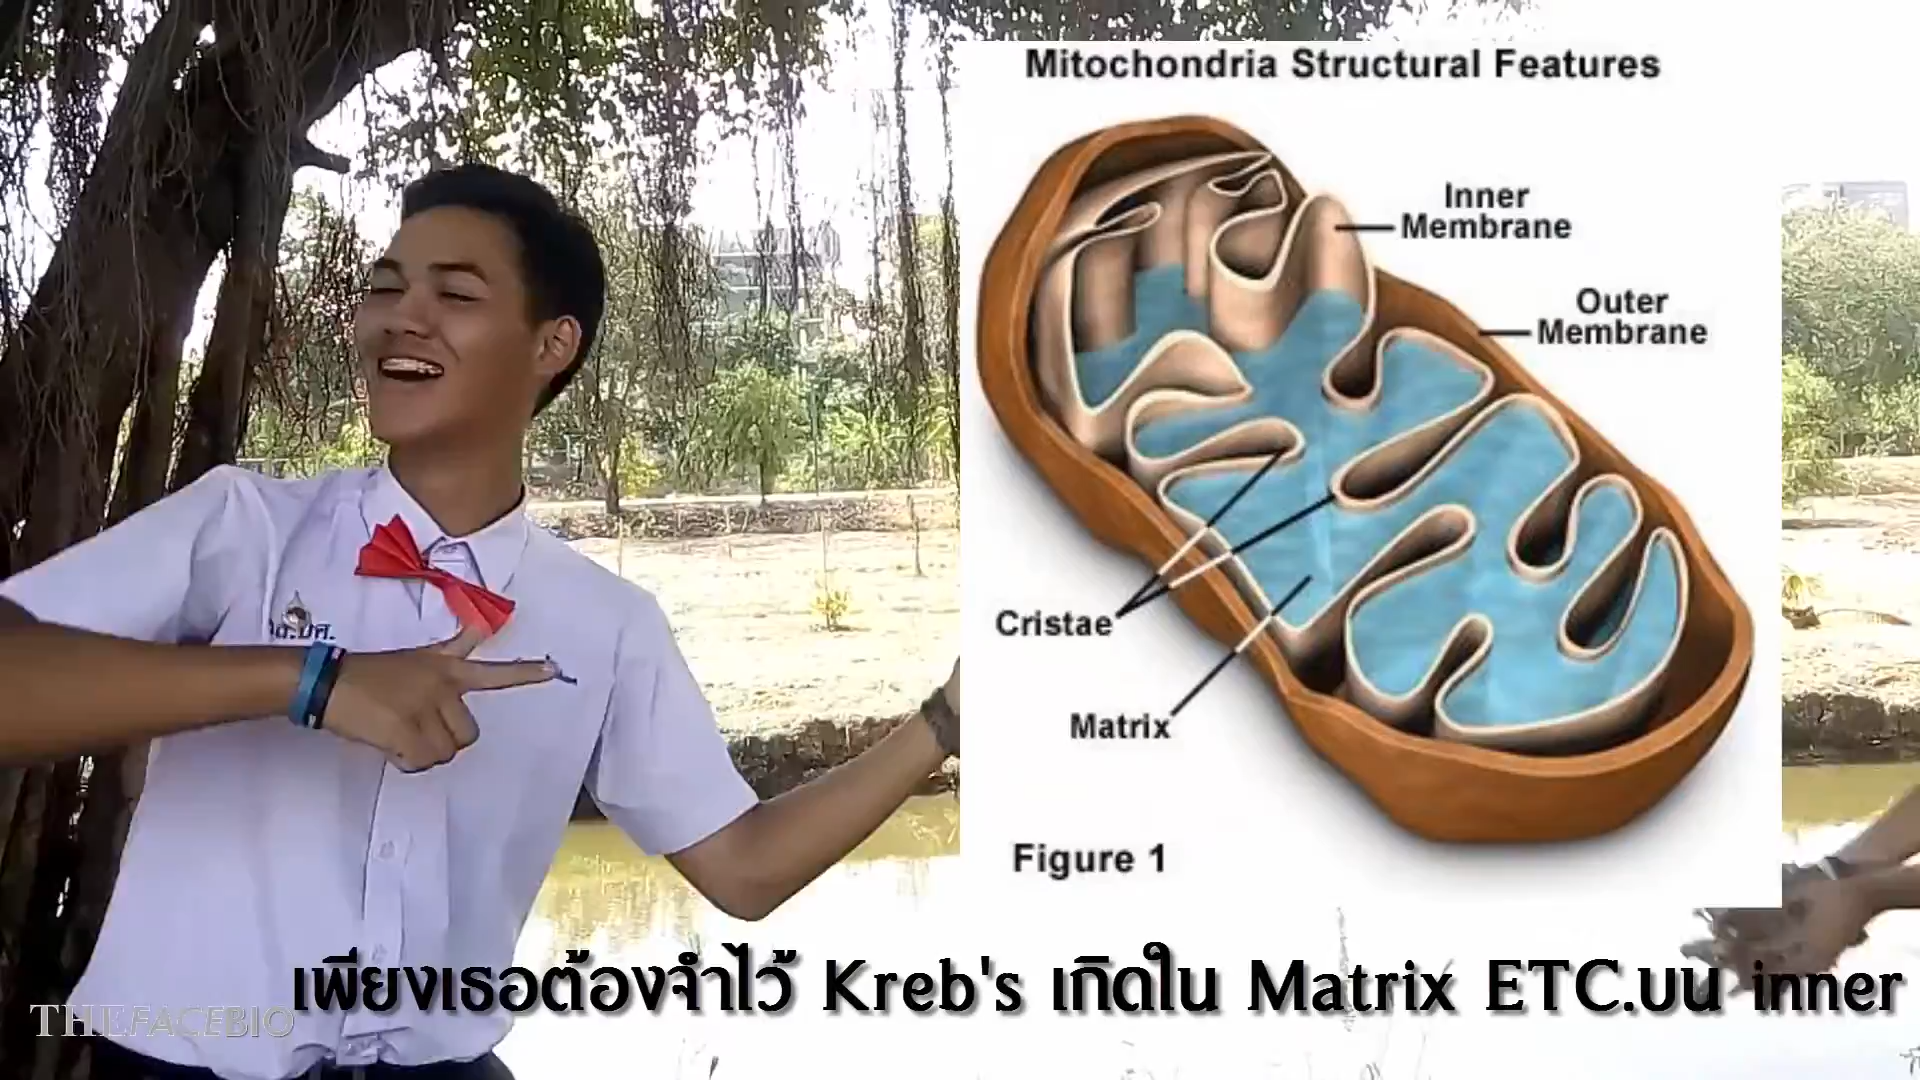 Mitochondria Structural Features
Inner
Membrane
Outer
Membrane
Cristae
Matrix
Figure 1
เพียงเธอต้องจำไว้ Kreb's เกิดใน Matrix ETC.บน inner
THEFACEBIO